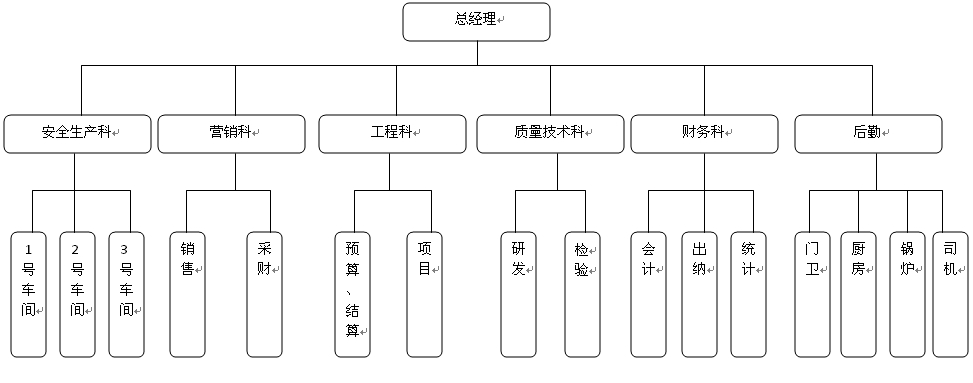 总经理
安全生产科
营销科
工程科
质量技术科
财务科
后勤
1号车间
2号车间
3号车间
销售
采财
预算、结算
项目
研发
检验
会计
出纳
统计
门卫
厨房
锅炉
司机